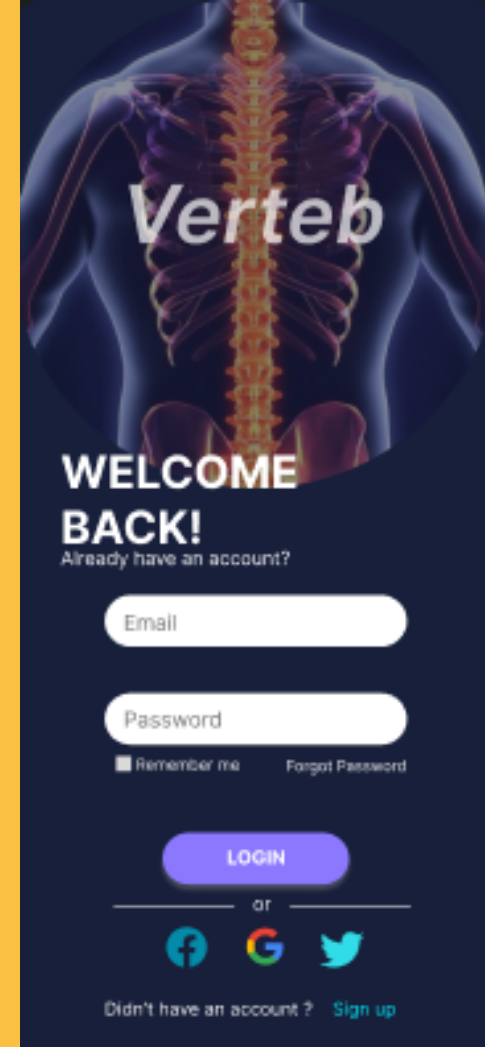 Verteb
WELCOME
BACK!
Already have an account?
Email
Password
Remember me Forgot Password
LOGIN
or
Didn't have an account ? Sign up